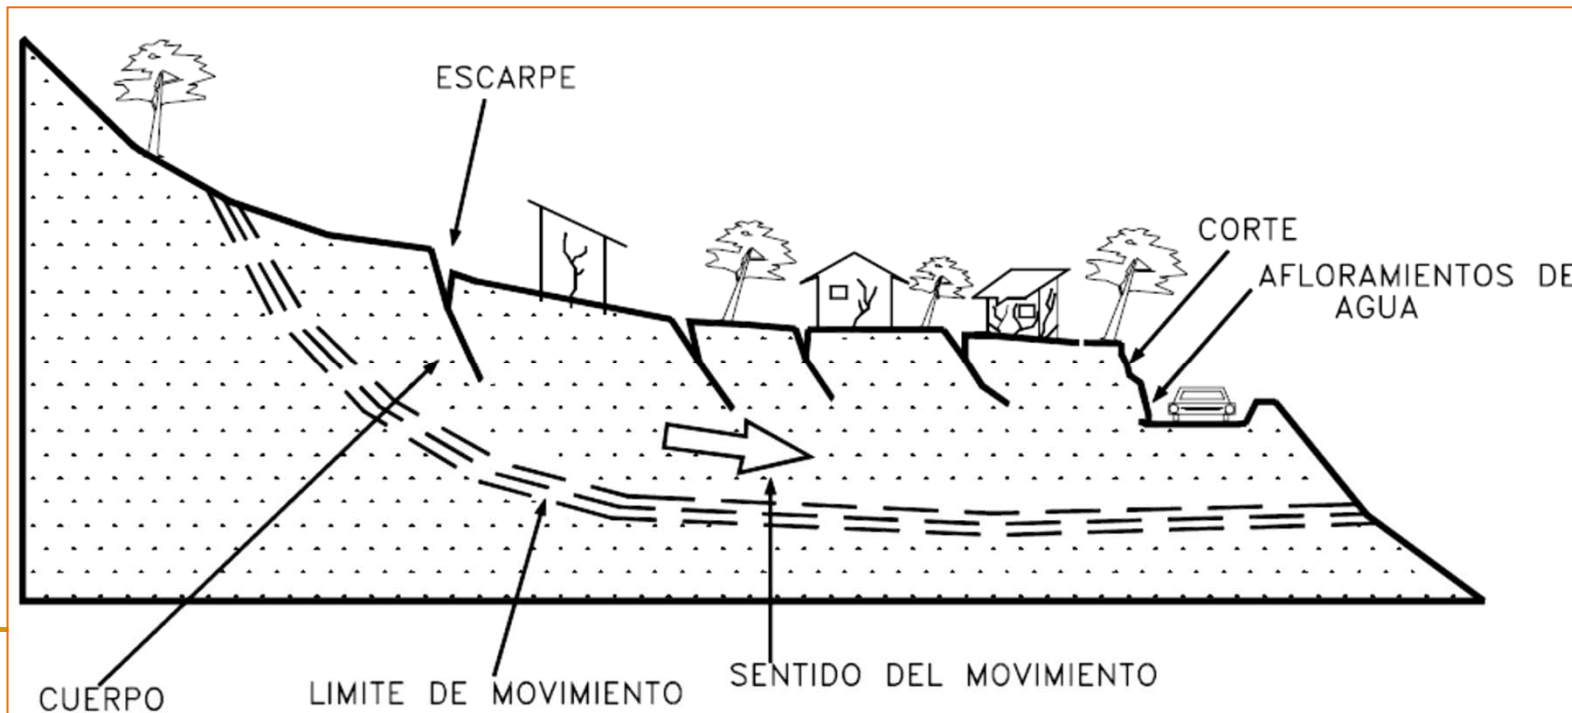 ESCARPE
CORTE
AFLORAMIENTOS DE
AGUA
CUERPO
LIMITE DE MOVIMIENTO
SENTIDO DEL MOVIMIENTO